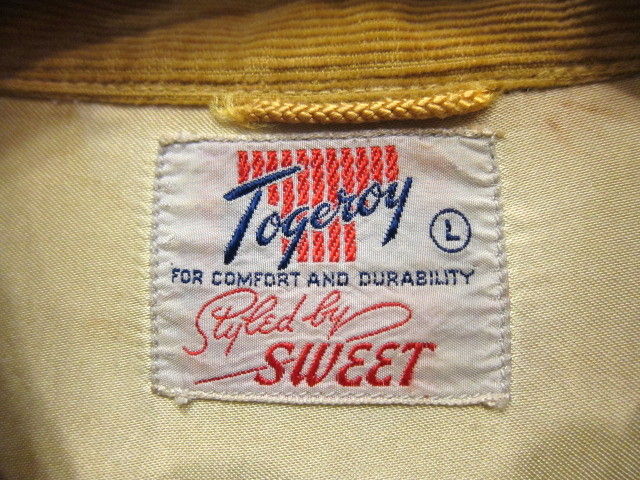 Togeroy
L
FOR COMFORT AND DURABILITY
Styled by
SWEET